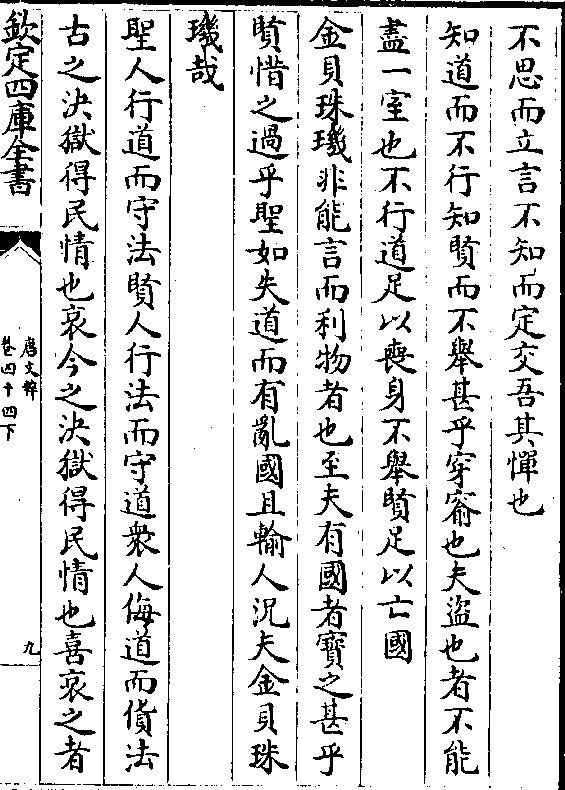 不思而立言不知而定交吾其憚也
知道而不行知賢而不舉甚乎穿窬也夫盜也者不能
盡一室也不行道足以喪身不舉賢足以亡國
金貝珠璣非能言而利物者也至夫有國者寳之甚乎
賢惜之過乎聖如失道而有亂國且輸人況夫金貝珠
璣哉
聖人行道而守法賢人行法而守道衆人侮道而貨法
古之決獄得民情也哀今之決獄得民情也喜哀之者
欽定四庫全書
唐文粹
卷四十四下
九